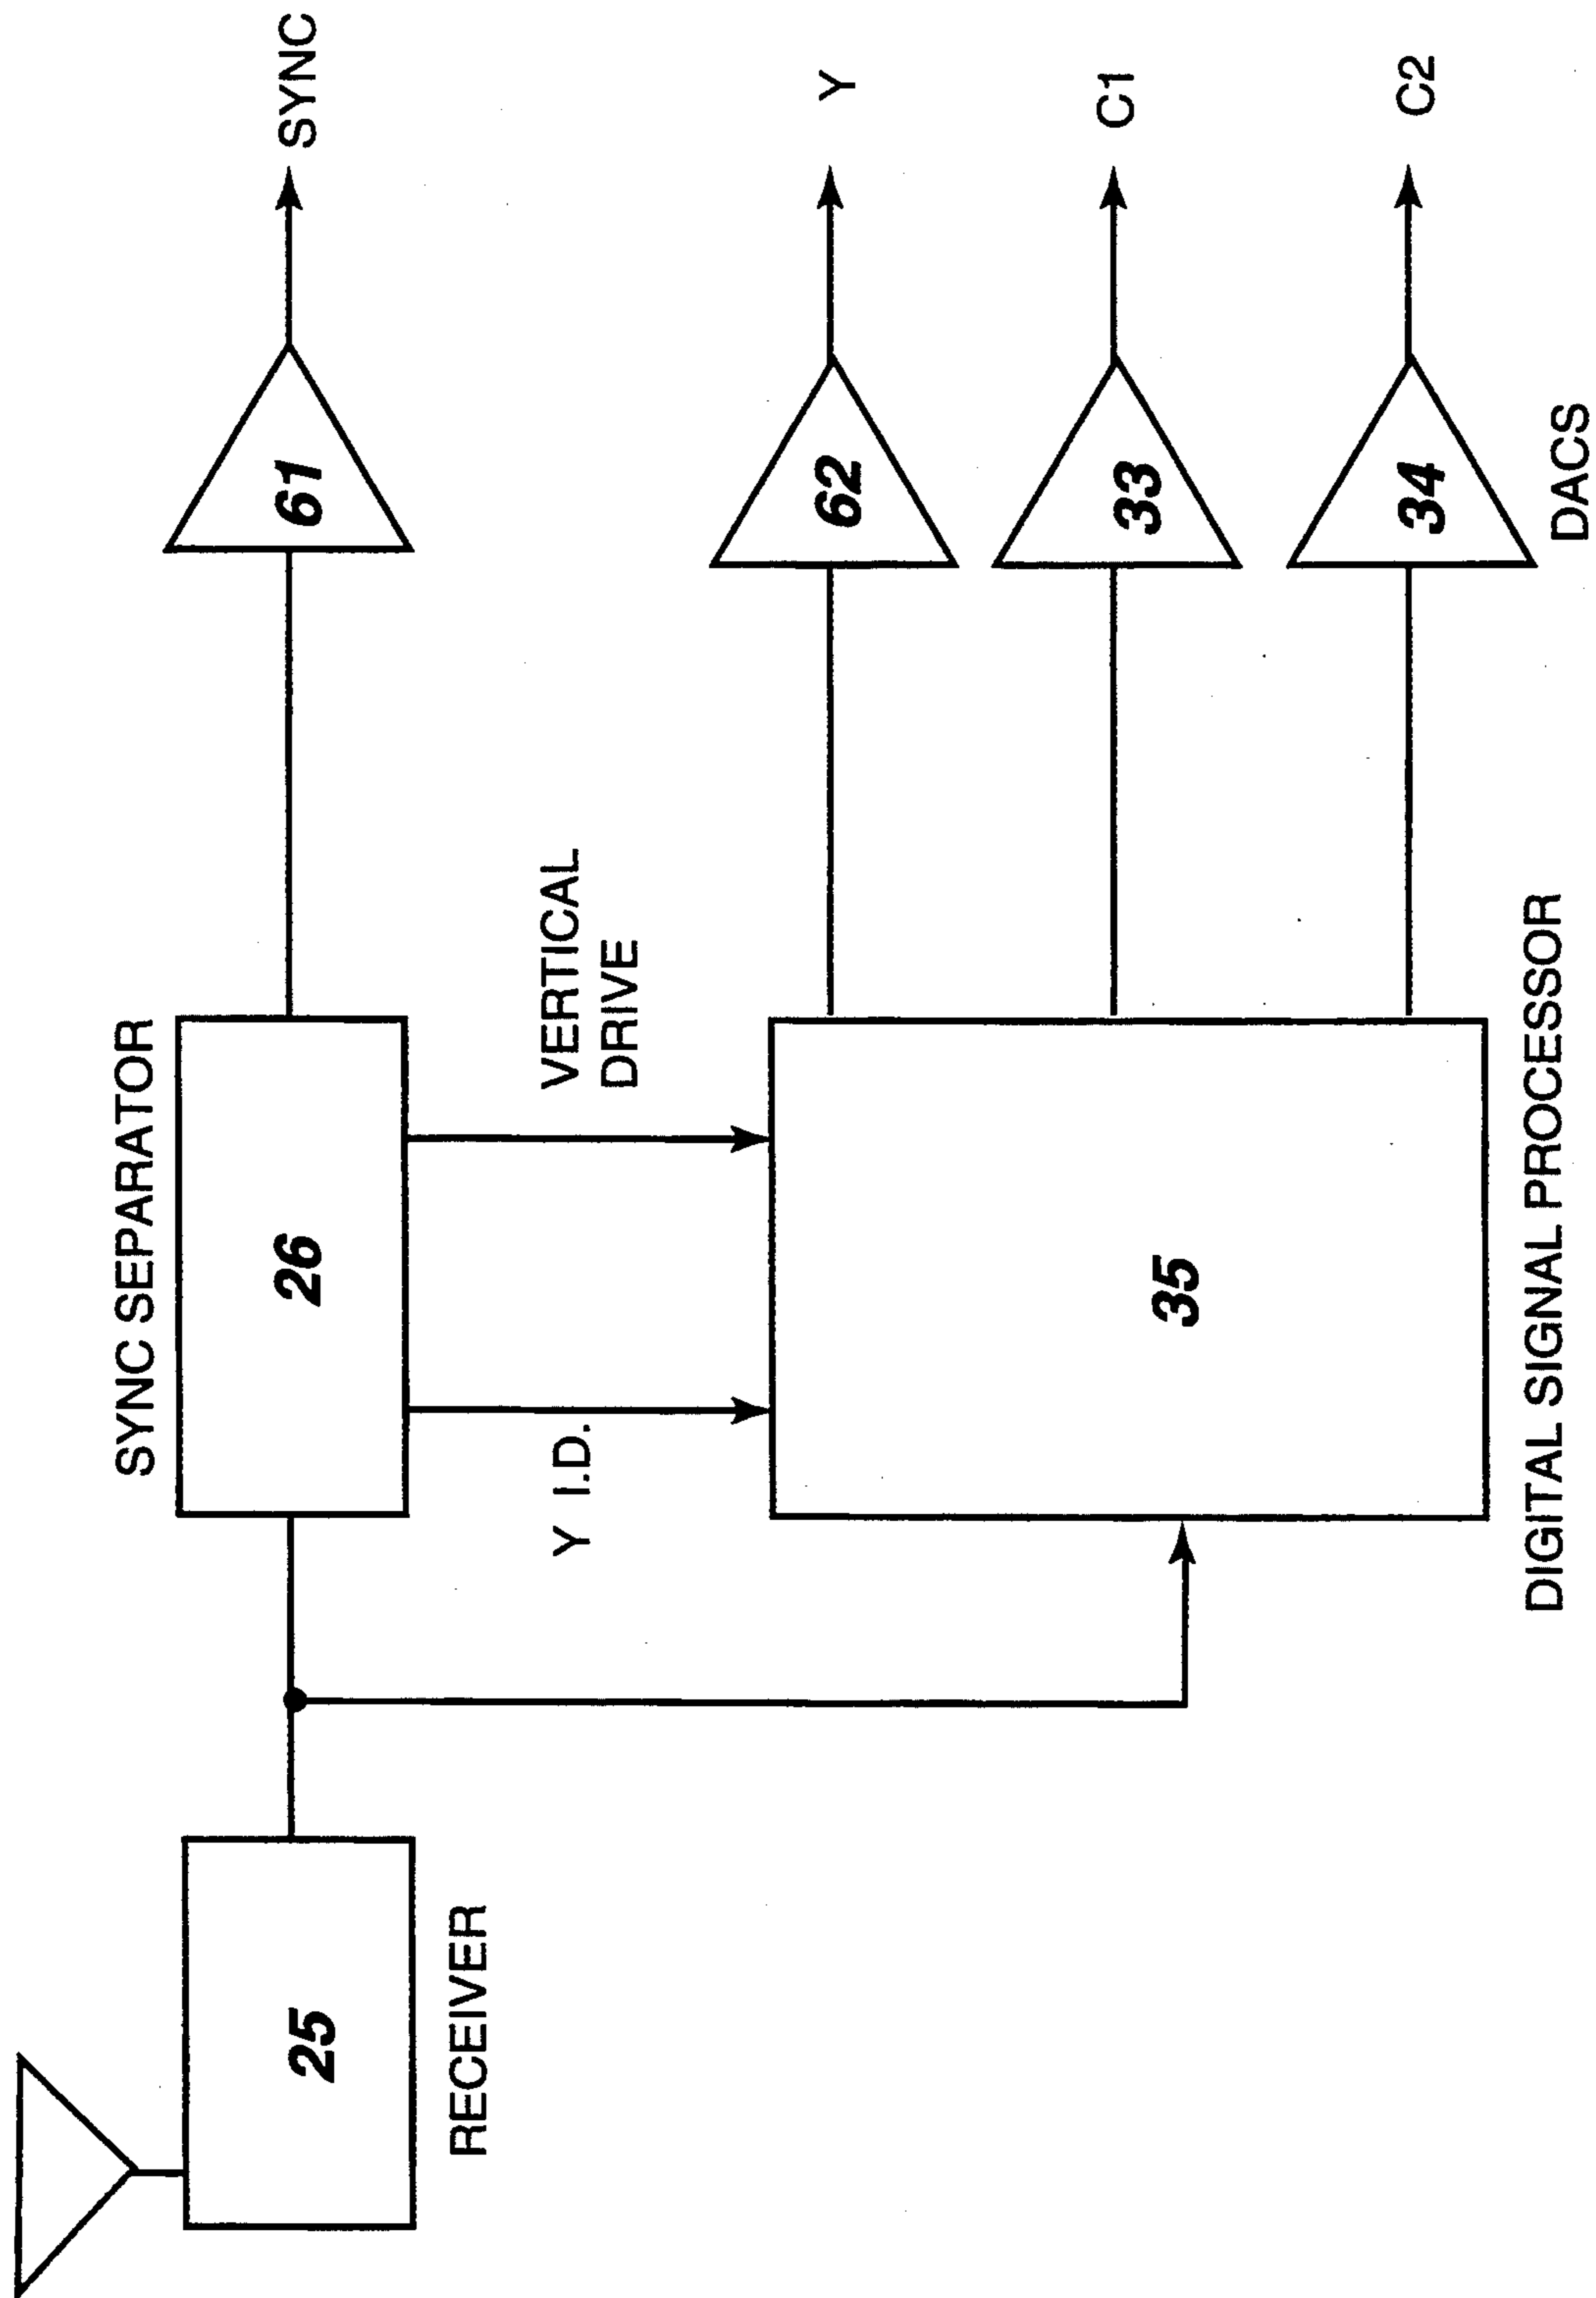 SYNC SEPARATOR
25
26
61
SYNC
RECEIVER
Y I.D.
VERTICAL
DRIVE
62
Y
35
33
C1
34
C2
DIGITAL SIGNAL PROCESSOR
DACS